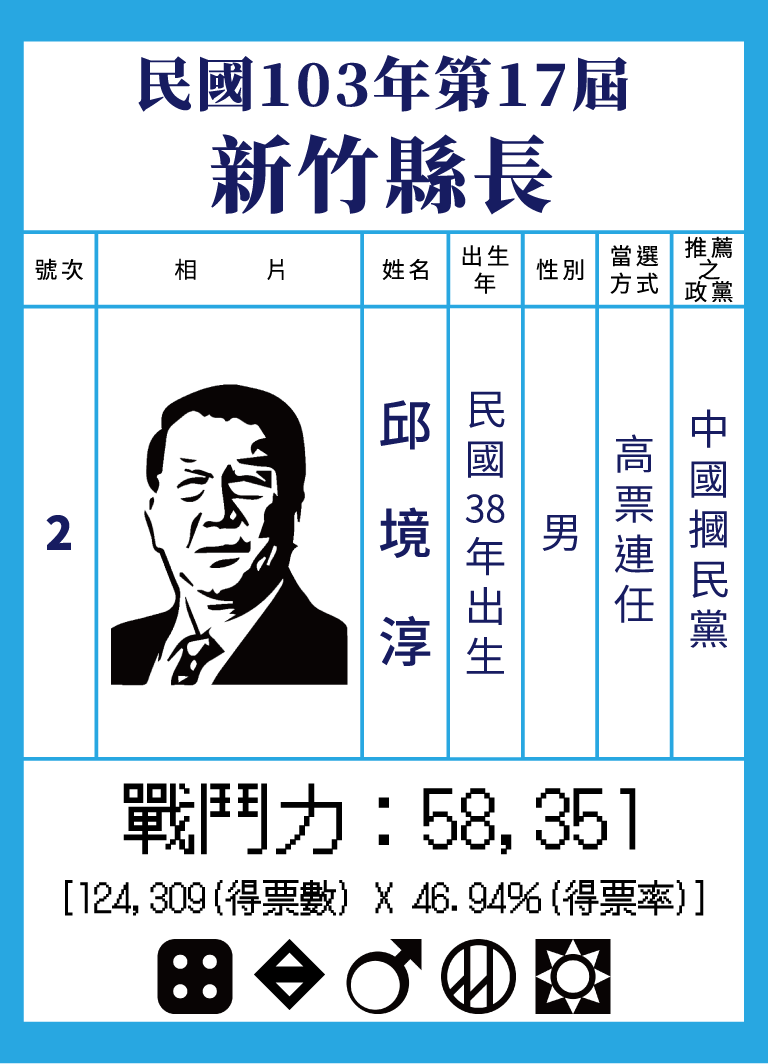 民國103年第17屆
新竹縣長
號次
相 片
姓名
出生
年
性別
當選
方式
推薦
之
政黨
2
邱境淳
民國38年出生
男
高票連任
中國摑民黨
戰鬥力：58,351
[124,309(得票數) X 46.94%(得票率)]